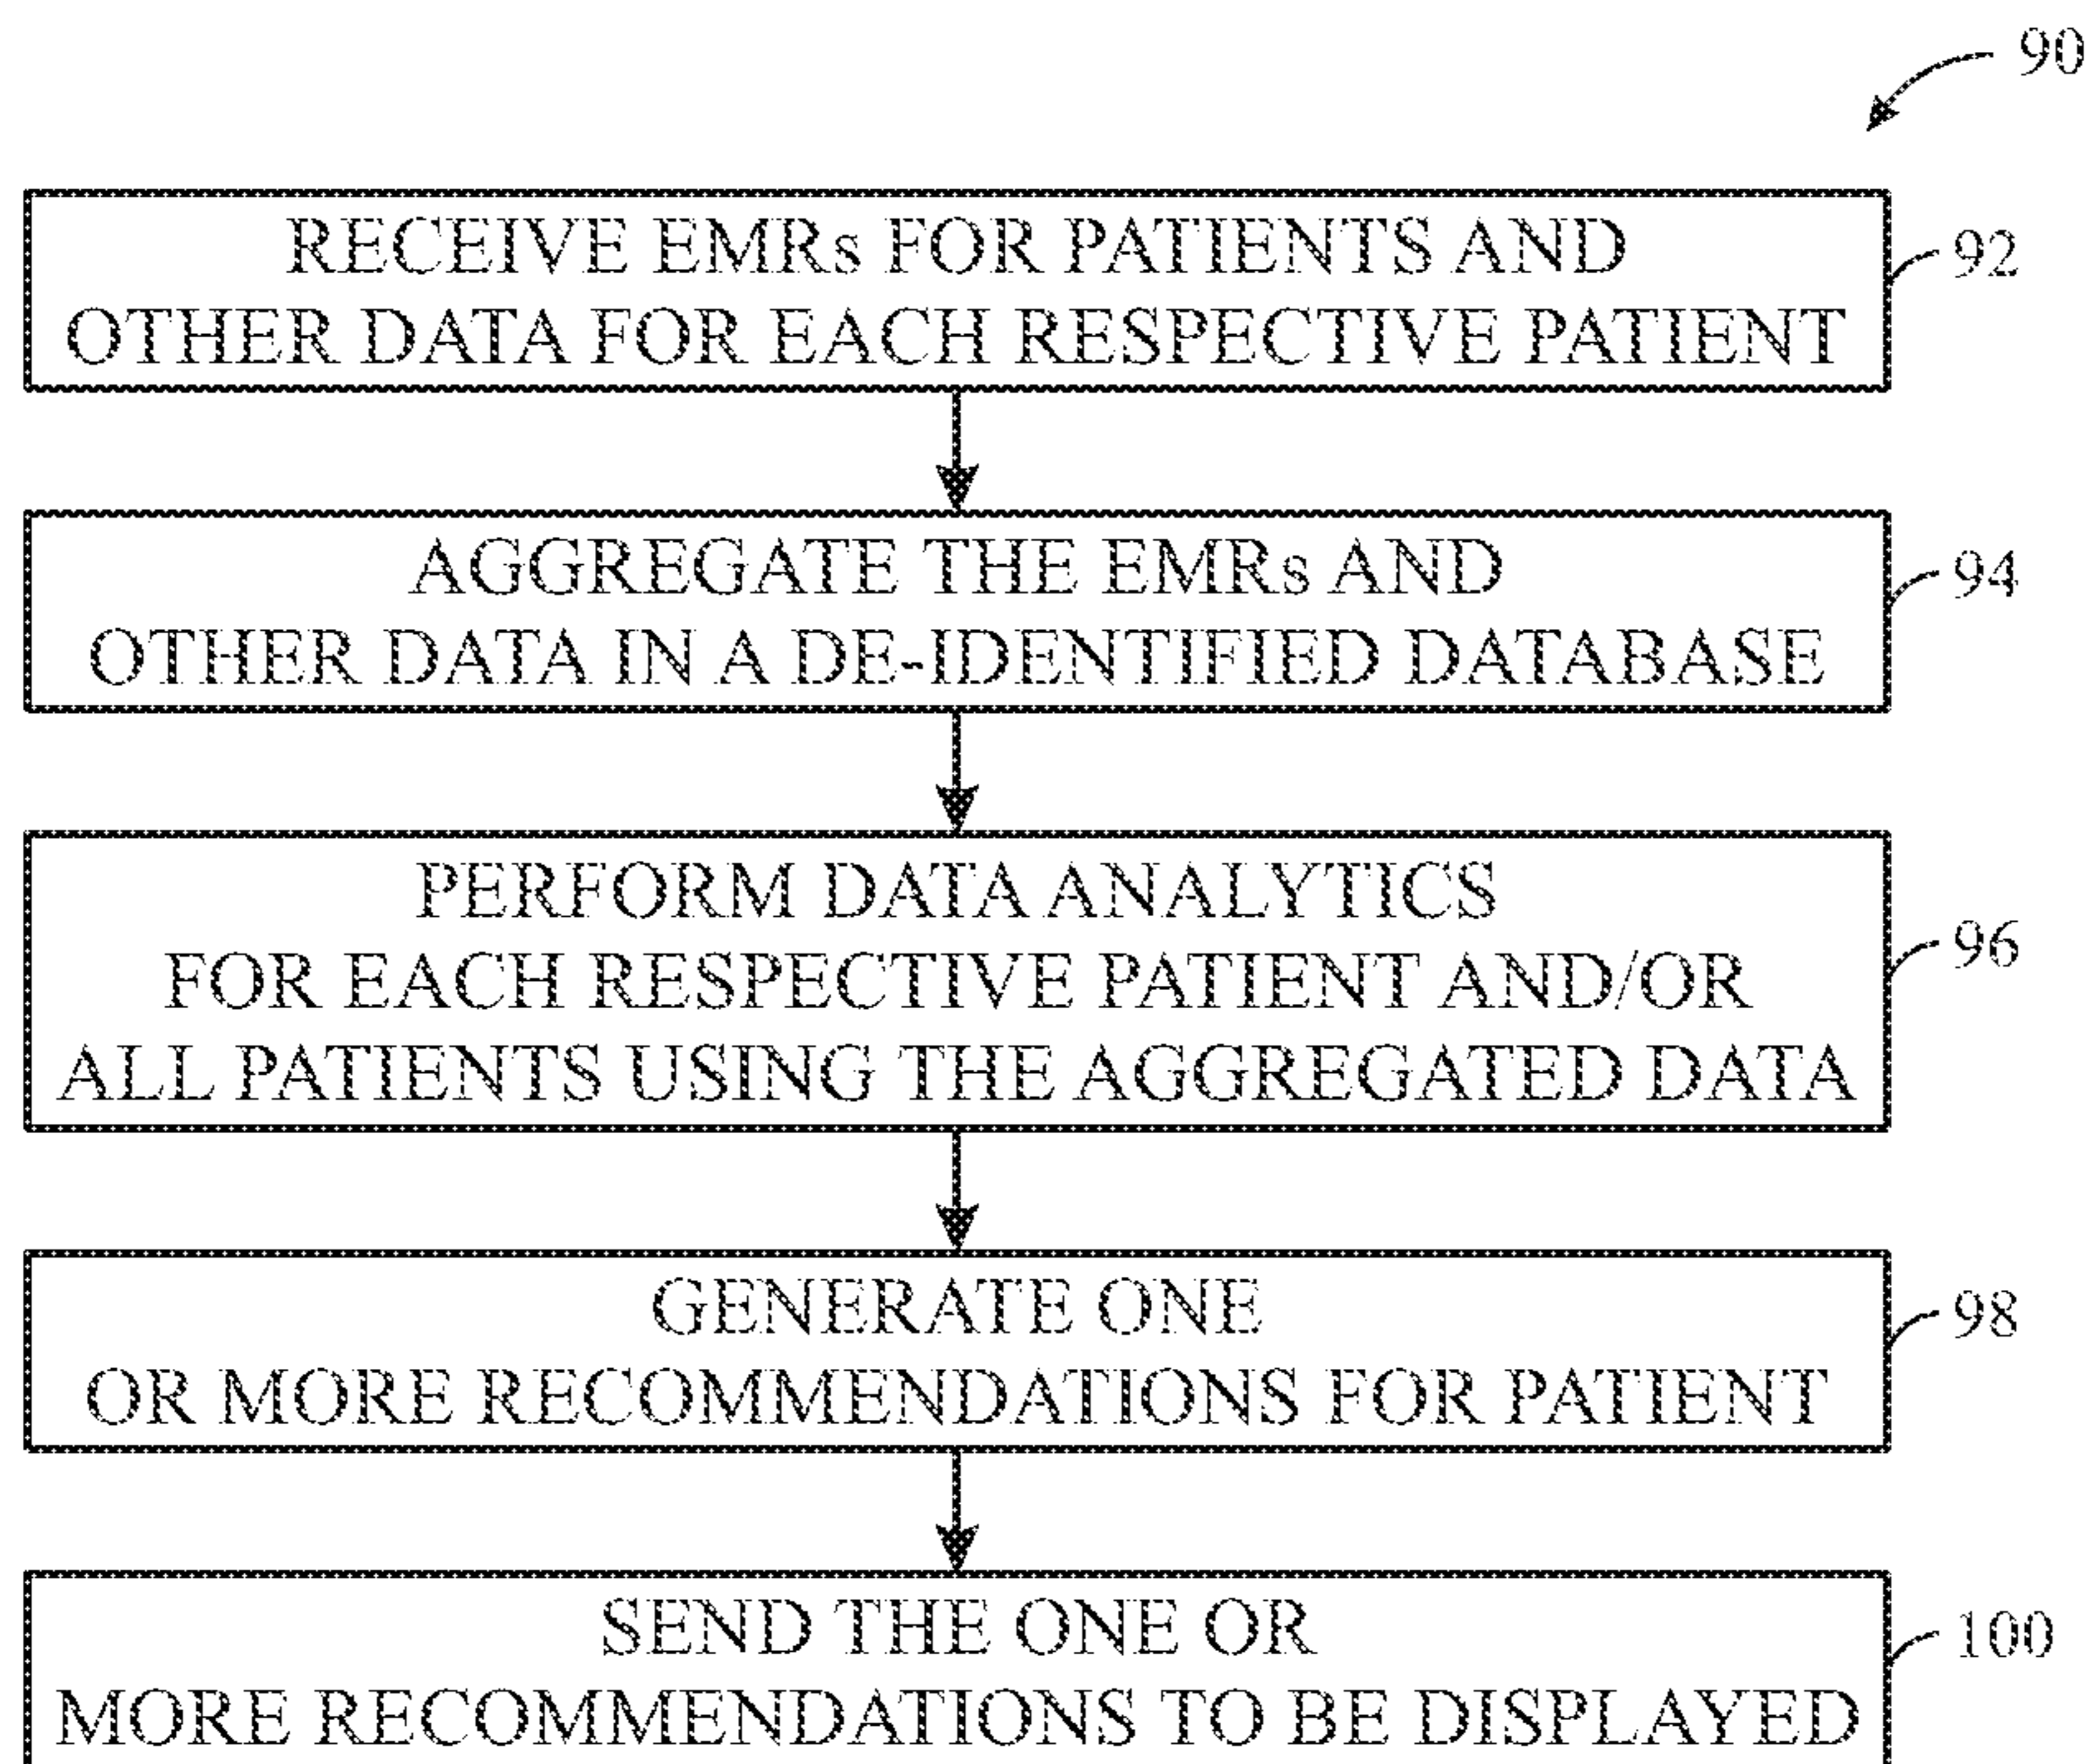 90
RECEIVE EMRs FOR PATIENTS AND
OTHER DATA FOR EACH RESPECTIVE PATIENT
92
AGGREGATE THE EMRs AND
OTHER DATA IN A DE-IDENTIFIED DATABASE
94
PERFORM DATA ANALYTICS
FOR EACH RESPECTIVE PATIENT AND/OR
ALL PATIENTS USING THE AGGREGATED DATA
96
GENERATE ONE
OR MORE RECOMMENDATIONS FOR PATIENT
98
SEND THE ONE OR
MORE RECOMMENDATIONS TO BE DISPLAYED
100